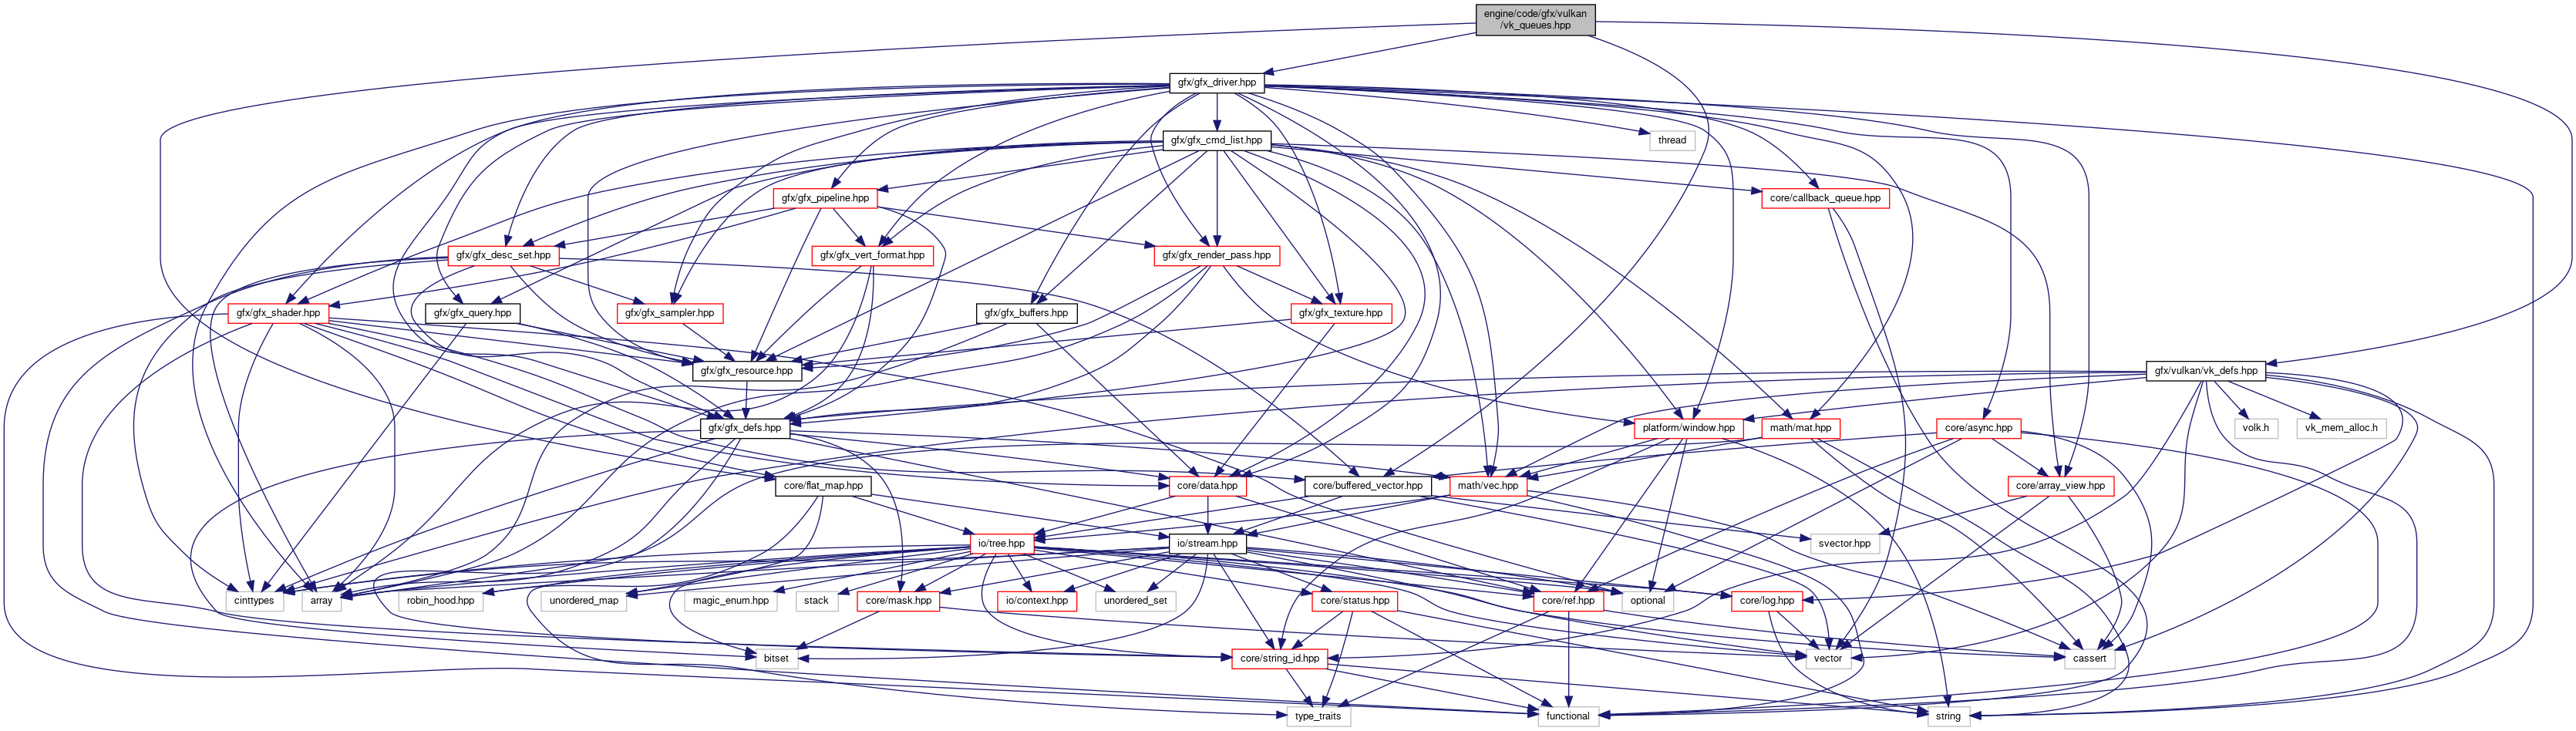 engine/code/gfx/vulkan
/vk_queues.hpp
gfx/gfx_driver.hpp
gfx/gfx_cmd_list.hpp
thread
gfx/gfx_pipeline.hpp
core/callback_queue.hpp
gfx/gfx_desc_set.hpp
gfx/gfx_vert_format.hpp
gfx/gfx_render_pass.hpp
gfx/gfx_shader.hpp
gfx/gfx_query.hpp
gfx/gfx_sampler.hpp
gfx/gfx_buffers.hpp
gfx/gfx_texture.hpp
gfx/gfx_resource.hpp
gfx/vulkan/vk_defs.hpp
gfx/gfx_defs.hpp
platform/window.hpp
math/mat.hpp
core/async.hpp
volk.h
vk_mem_alloc.h
core/flat_map.hpp
core/data.hpp
core/buffered_vector.hpp
math/vec.hpp
core/array_view.hpp
io/tree.hpp
io/stream.hpp
svector.hpp
cinttypes
array
robin_hood.hpp
unordered_map
magic_enum.hpp
stack
core/mask.hpp
io/context.hpp
unordered_set
core/status.hpp
core/ref.hpp
optional
core/log.hpp
bitset
core/string_id.hpp
vector
cassert
type_traits
functional
string